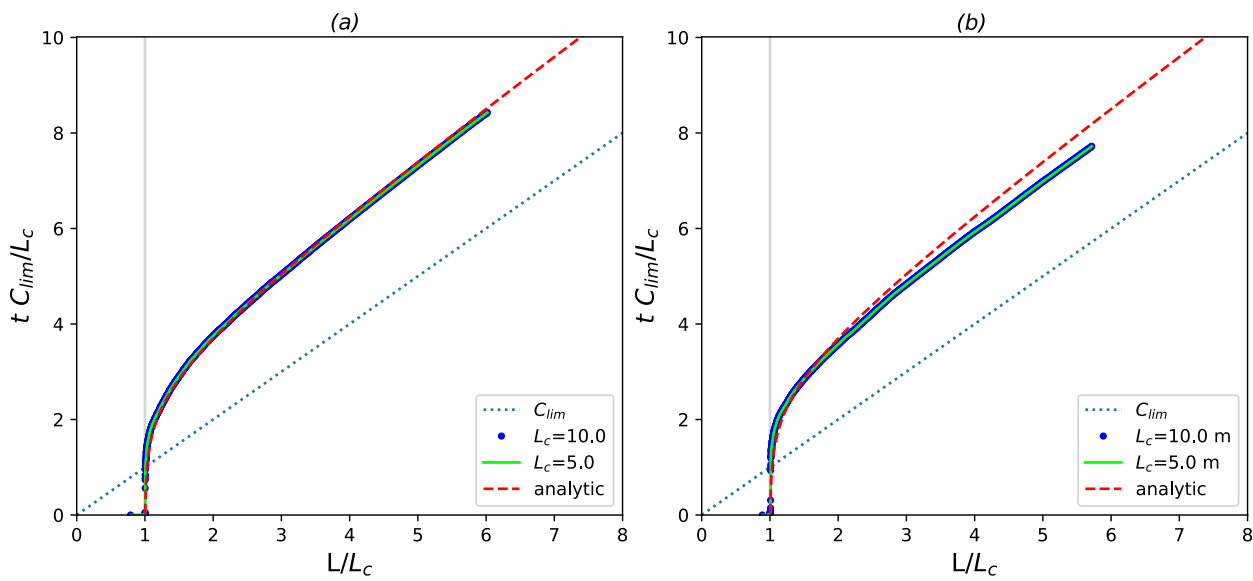 (a)
10
8
6
4
2
0
t C_lim/L_c
0 1 2 3 4 5 6 7 8
L/L_c
C_lim
L_c=10.0
L_c=5.0
analytic
(b)
10
8
6
4
2
0
t C_lim/L_c
0 1 2 3 4 5 6 7 8
L/L_c
C_lim
L_c=10.0 m
L_c=5.0 m
analytic